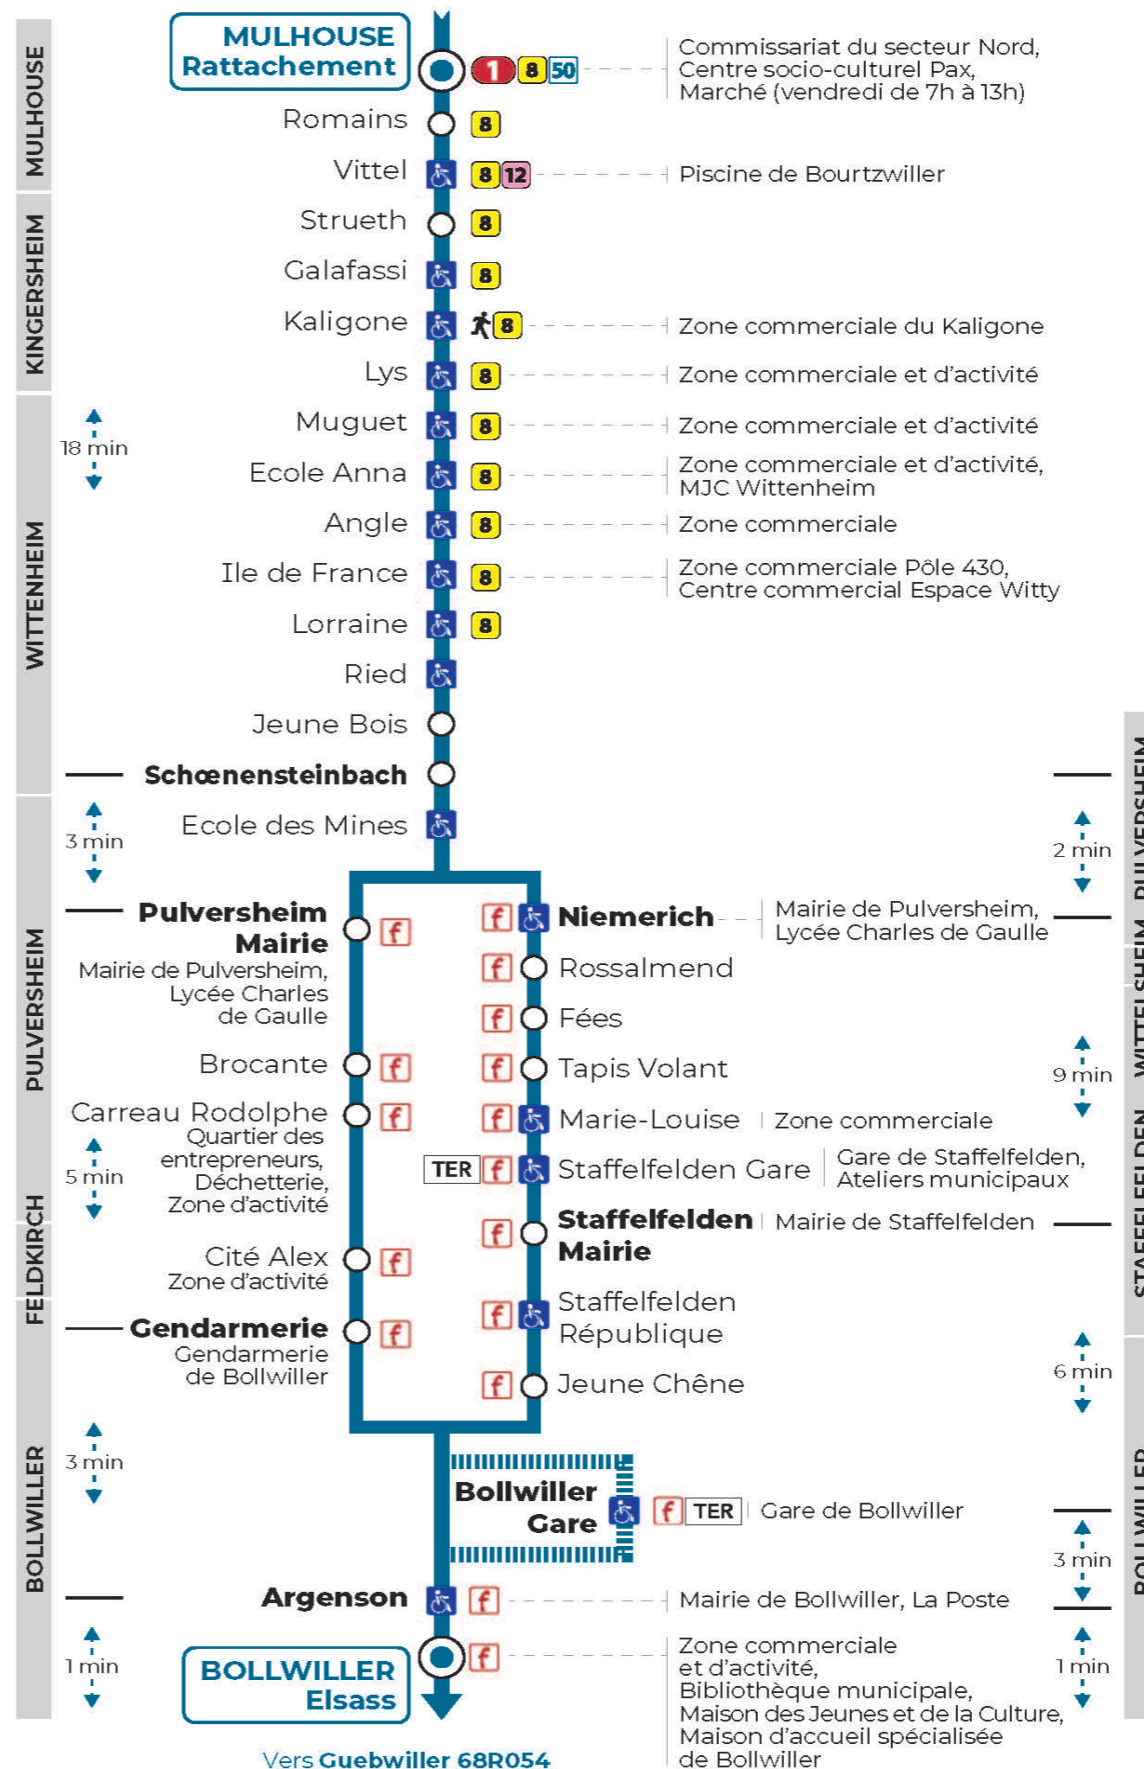 MULHOUSE
Rattachement
1 8 50
Commissariat du secteur Nord,
Centre socio-culturel Pax,
Marché (vendredi de 7h à 13h)
MULHOUSE
Romains
8
Vittel
8 12
Piscine de Bourtzwiller
Strueth
8
KINGERSHEIM
Galafassi
8
Kaligone
8
Zone commerciale du Kaligone
Lys
8
Zone commerciale et d'activité
WITTENHEIM
18 min
Muguet
8
Zone commerciale et d'activité
Ecole Anna
8
Zone commerciale et d'activité,
MJC Wittenheim
Angle
8
Zone commerciale
Ile de France
8
Zone commerciale Pôle 430,
Centre commercial Espace Witty
Lorraine
8
Ried
Jeune Bois
Schœnensteinbach
Ecole des Mines
3 min
2 min
PULVERSHEIM
PULVERSHEIM
Pulversheim
Mairie
f
Mairie de Pulversheim,
Lycée Charles
de Gaulle
Brocante
f
Carreau Rodolphe
f
Quartier des
entrepreneurs,
Déchetterie,
Zone d'activité
5 min
FELDKIRCH
Cité Alex
f
Zone d'activité
Gendarmerie
f
Gendarmerie
de Bollwiller
f
Niemerich
Mairie de Pulversheim,
Lycée Charles de Gaulle
f
Rossalmend
WITTELSHEIM
f
Fées
f
Tapis Volant
9 min
f
Marie-Louise
Zone commerciale
TER f
Staffelfelden Gare
Gare de Staffelfelden,
Ateliers municipaux
STAFFELFELDEN
f
Staffelfelden
Mairie
Mairie de Staffelfelden
f
Staffelfelden
République
f
Jeune Chêne
6 min
3 min
BOLLWILLER
BOLLWILLER
Bollwiller
Gare
f TER
Gare de Bollwiller
3 min
Argenson
f
Mairie de Bollwiller, La Poste
1 min
1 min
BOLLWILLER
Elsass
f
Zone commerciale
et d'activité,
Bibliothèque municipale,
Maison des Jeunes et de la Culture,
Maison d'accueil spécialisée
de Bollwiller
Vers Guebwiller 68R054